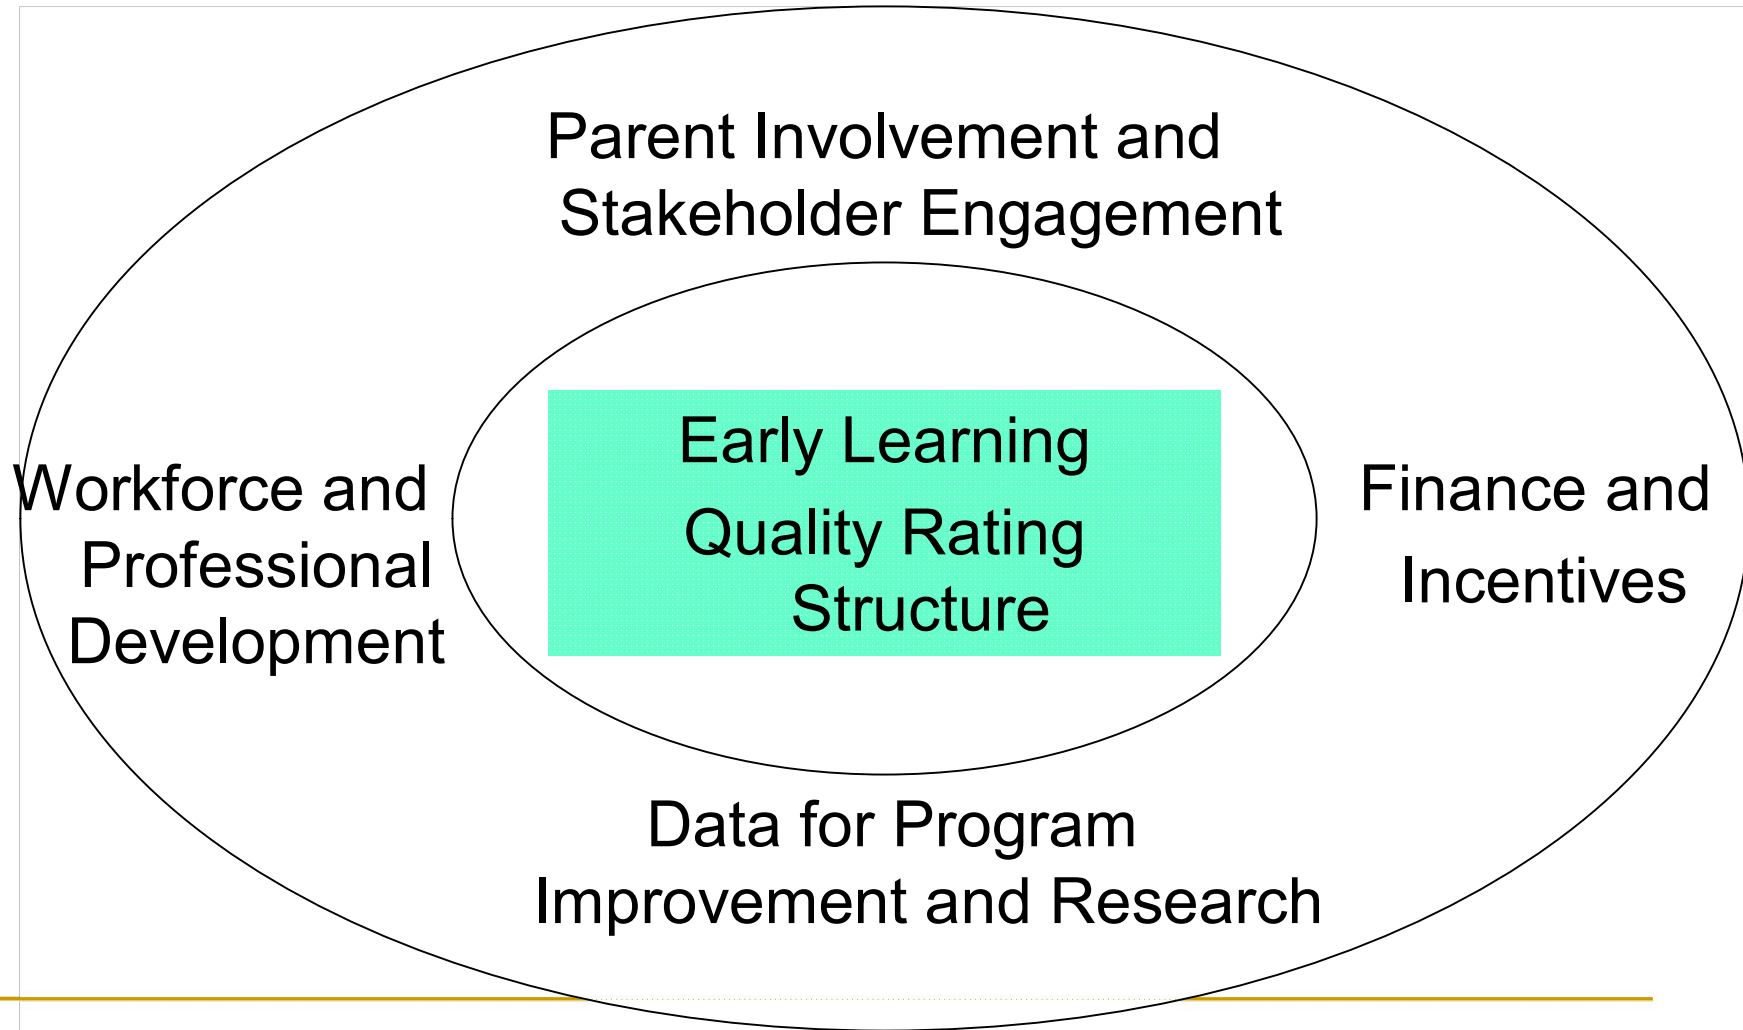 Parent Involvement and
Stakeholder Engagement
Early Learning
Quality Rating
Structure
Workforce and
Professional
Development
Finance and
Incentives
Data for Program
Improvement and Research